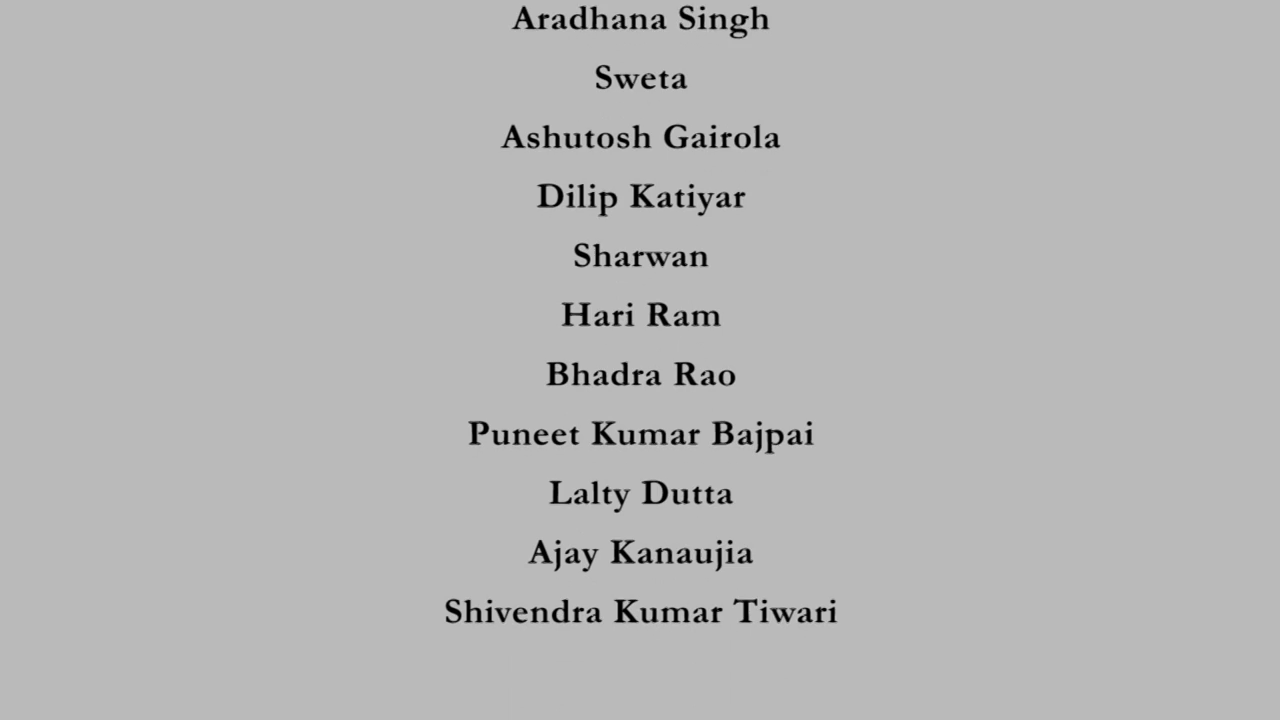 Aradhana Singh
Sweta
Ashutosh Gairola
Dilip Katiyar
Sharwan
Hari Ram
Bhadra Rao
Puneet Kumar Bajpai
Lalty Dutta
Ajay Kanaujia
Shivendra Kumar Tiwari